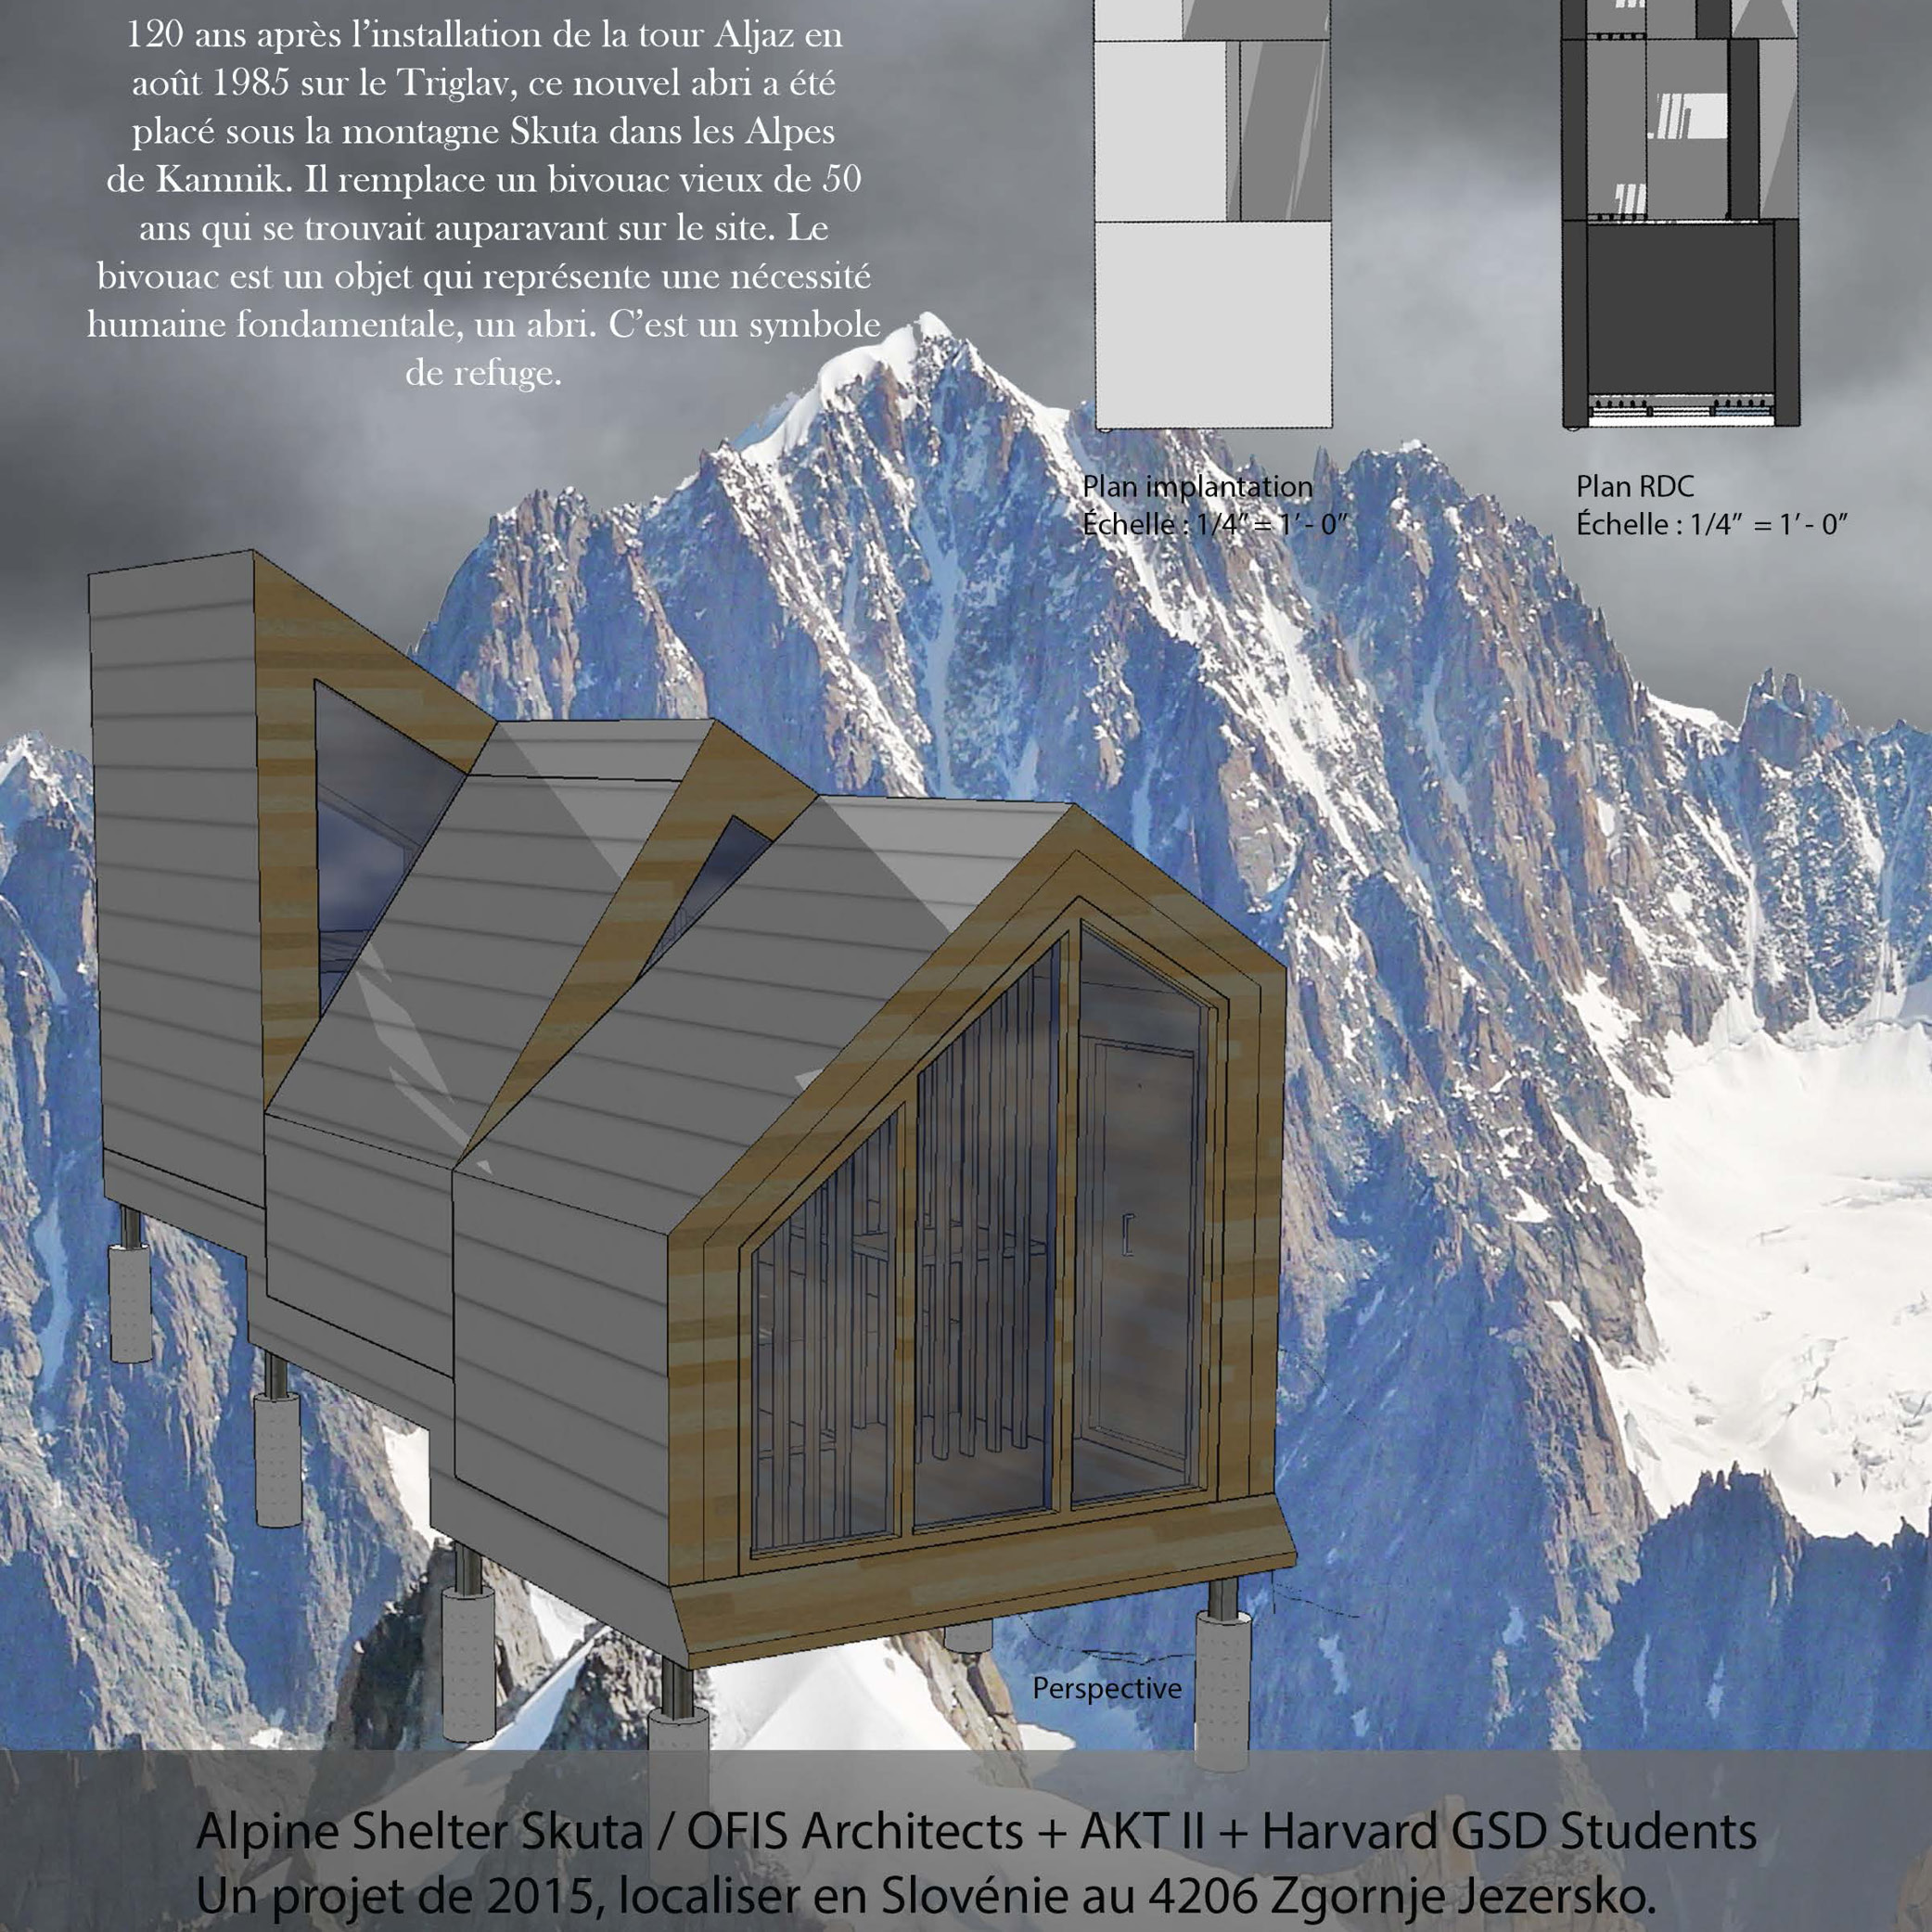 120 ans après l’installation de la tour Aljaz en
août 1985 sur le Triglav, ce nouvel abri a été
placé sous la montagne Skuta dans les Alpes
de Kamnik. Il remplace un bivouac vieux de 50
ans qui se trouvait auparavant sur le site. Le
bivouac est un objet qui représente une nécessité
humaine fondamentale, un abri. C’est un symbole
de refuge.
Plan implantation
Échelle : 1/4” = 1’ - 0”
Plan RDC
Échelle : 1/4” = 1’ - 0”
Perspective
Alpine Shelter Skuta / OFIS Architects + AKT II + Harvard GSD Students
Un projet de 2015, localiser en Slovénie au 4206 Zgornje Jezersko.